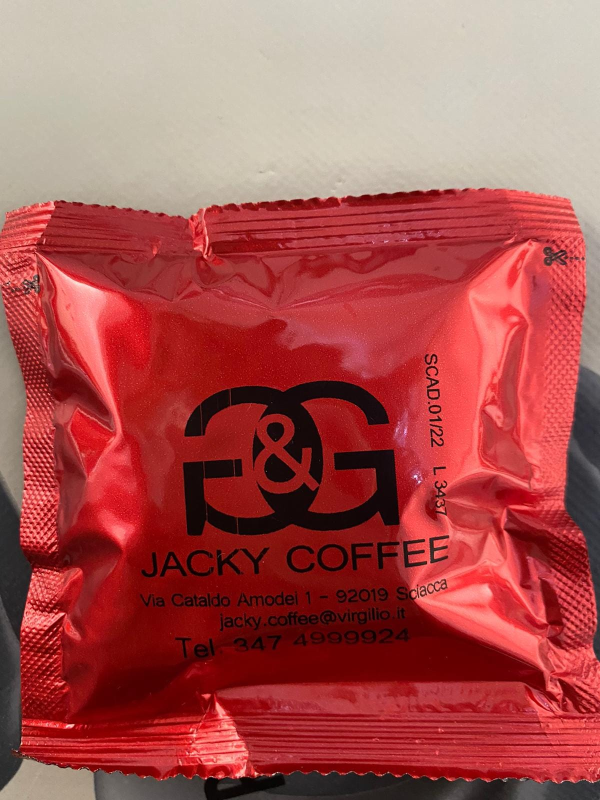 G&G
JACKY COFFEE
Via Cataldo Amodei 1 - 92019 Sciacca
jacky.coffee@virgilio.it
Tel. 347 4999924
SCAD.01/22 L 3437